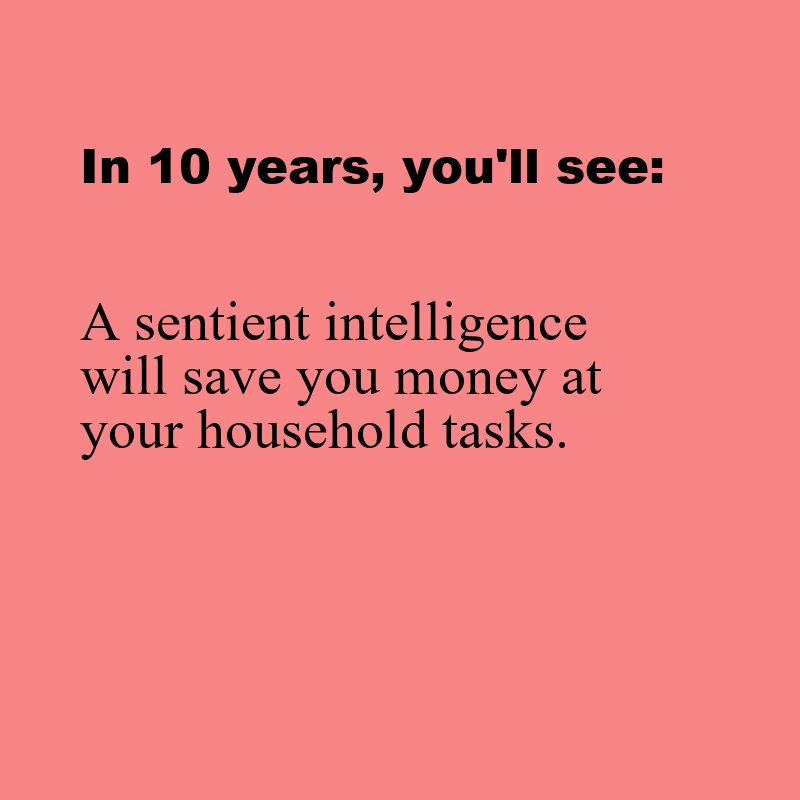 In 10 years, you'll see:
A sentient intelligence
will save you money at
your household tasks.